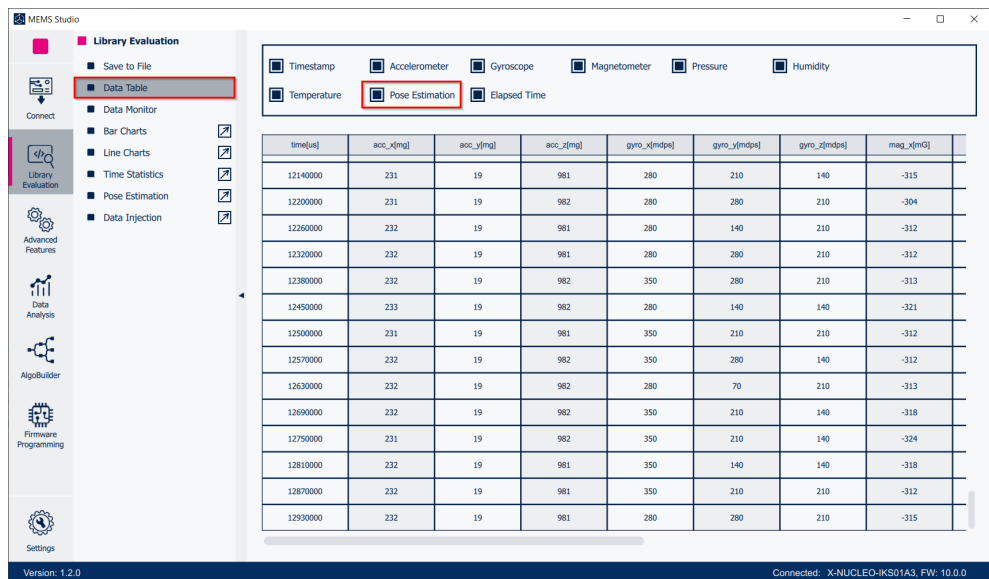 MEMS Studio
Connect
Library
Evaluation
Advanced
Features
Data
Analysis
AlgoBuilder
Firmware
Programming
Settings
Library Evaluation
Save to File
Data Table
Data Monitor
Bar Charts
Line Charts
Time Statistics
Pose Estimation
Data Injection
Timestamp Accelerometer Gyroscope Magnetometer Pressure Humidity
Temperature Pose Estimation Elapsed Time
time[us] acc_x[mg] acc_y[mg] acc_z[mg] gyro_x[mdps] gyro_y[mdps] gyro_z[mdps] mag_x[mG]
12140000 231 19 981 280 210 140 -315
12200000 231 19 982 280 280 210 -304
12260000 232 19 981 280 140 210 -312
12320000 232 19 982 280 280 210 -312
12380000 232 19 982 350 280 210 -313
12450000 233 19 982 280 140 140 -321
12500000 231 19 981 350 210 210 -312
12570000 232 19 982 350 280 140 -312
12630000 232 19 982 280 70 210 -313
12690000 232 19 982 350 210 140 -318
12750000 231 19 982 350 210 140 -324
12810000 232 19 981 350 140 140 -318
12870000 232 19 981 350 210 210 -312
12930000 232 19 981 280 280 210 -315
Version: 1.2.0 Connected: X-NUCLEO-IKS01A3, FW: 10.0.0